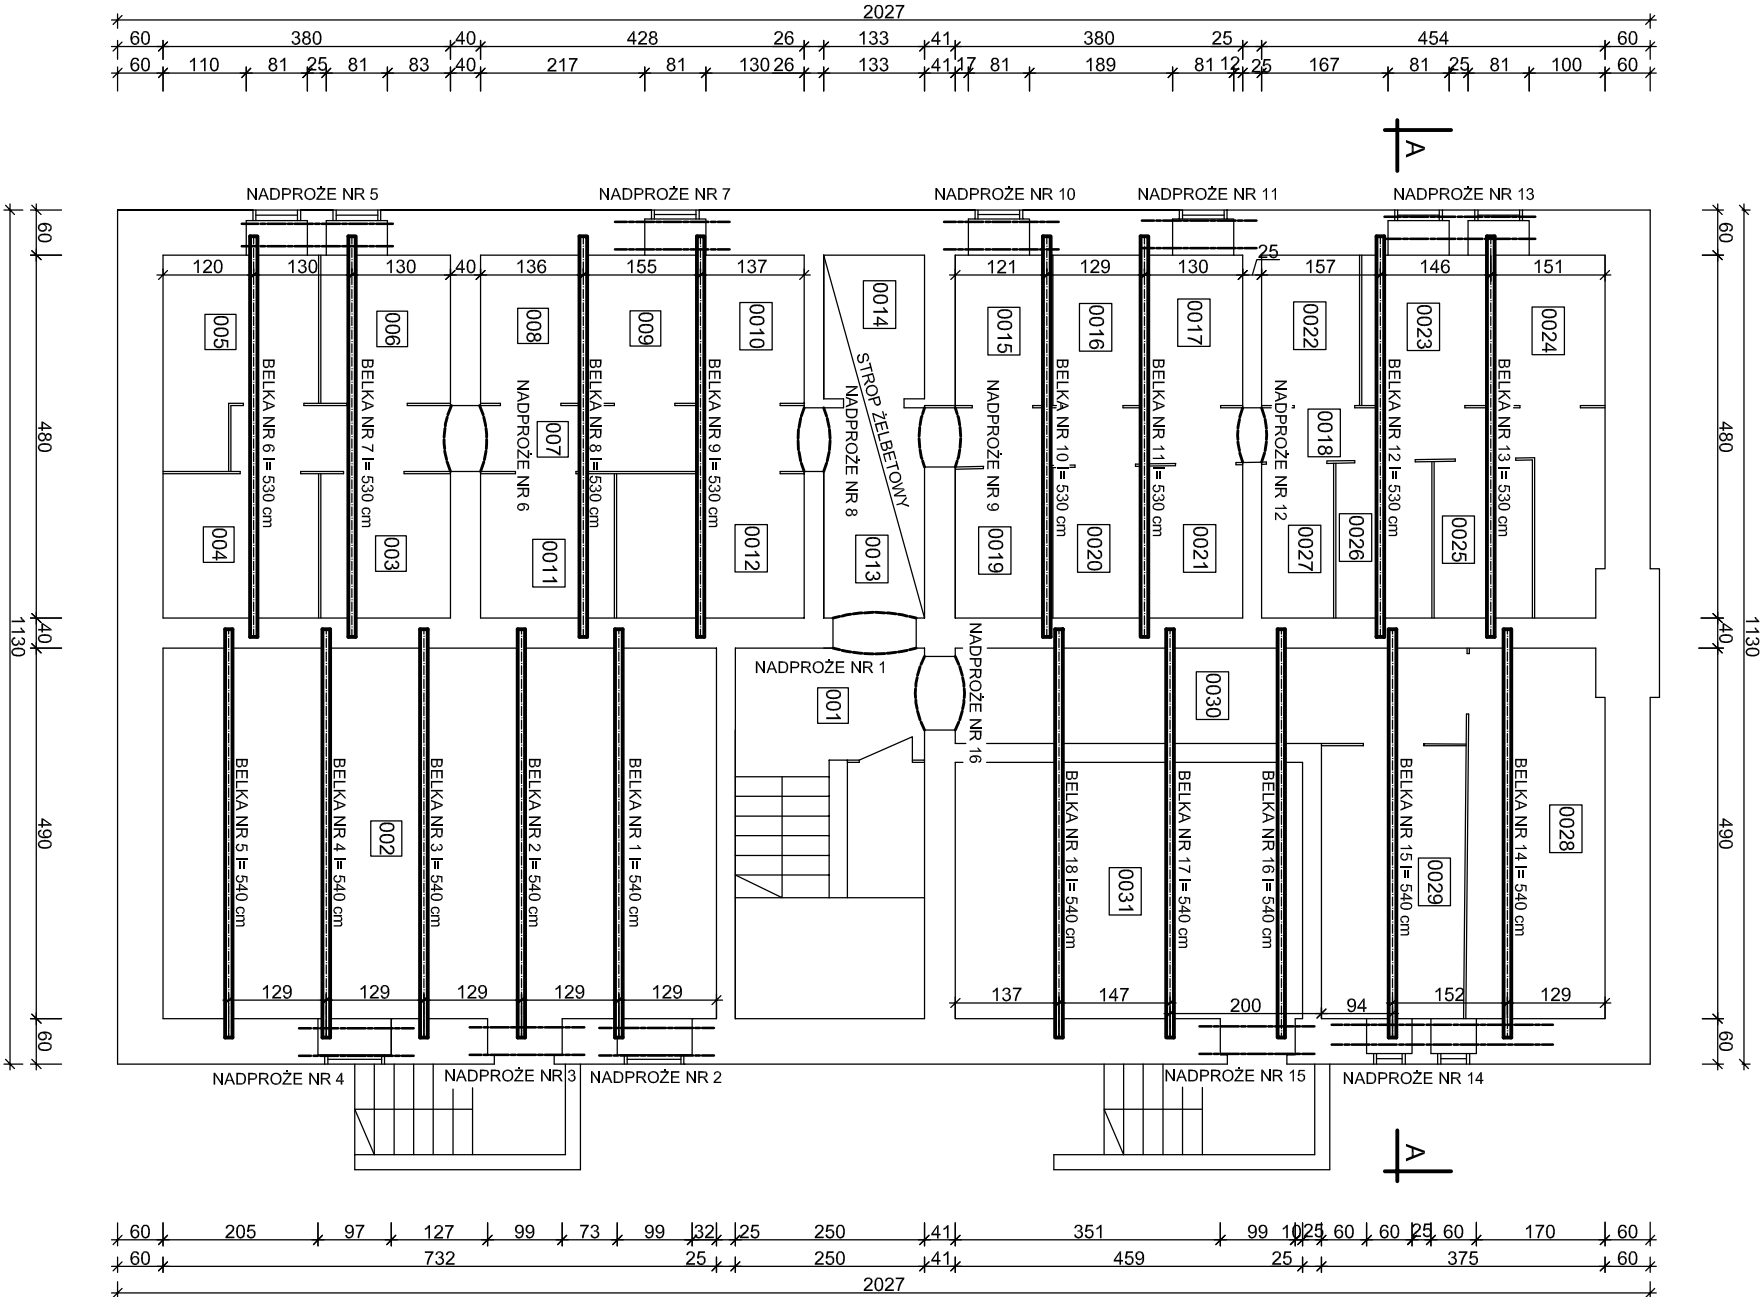 2027
60 380 40 428 26 133 41 380 25 454 60
60 110 81 25 81 83 40 217 81 130 26 133 41 17 81 189 81 12 25 167 81 25 81 100 60
A
NADPROŻE NR 5
NADPROŻE NR 7
NADPROŻE NR 10
NADPROŻE NR 11
NADPROŻE NR 13
60 480 40 490 60
1130
60 480 40 490 60
1130
120 130 130 40 136 155 137 121 129 130 25 157 146 151
005
006
008
009
0010
0014
0015
0016
0017
0022
0023
0024
BELKA NR 6 l= 530 cm
BELKA NR 7 l= 530 cm
NADPROŻE NR 6
007
BELKA NR 8 l= 530 cm
BELKA NR 9 l= 530 cm
STROP ŻELBETOWY
NADPROŻE NR 8
NADPROŻE NR 9
BELKA NR 10 l= 530 cm
BELKA NR 11 l= 530 cm
NADPROŻE NR 12
0018
BELKA NR 12 l= 530 cm
BELKA NR 13 l= 530 cm
004
003
0011
0012
0013
0019
0020
0021
0027
0026
0025
NADPROŻE NR 1
001
NADPROŻE NR 16
0030
BELKA NR 5 l= 540 cm
BELKA NR 4 l= 540 cm
002
BELKA NR 3 l= 540 cm
BELKA NR 2 l= 540 cm
BELKA NR 1 l= 540 cm
BELKA NR 18 l= 540 cm
0031
BELKA NR 17 l= 540 cm
BELKA NR 16 l= 540 cm
BELKA NR 15 l= 540 cm
0029
BELKA NR 14 l= 540 cm
0028
129 129 129 129 129 137 147 200 94 152 129
NADPROŻE NR 4
NADPROŻE NR 3
NADPROŻE NR 2
NADPROŻE NR 15
NADPROŻE NR 14
A
60 205 97 127 99 73 99 32 25 250 41 351 99 10 25 60 60 25 60 170 60
60 732 25 250 41 459 25 375 60
2027